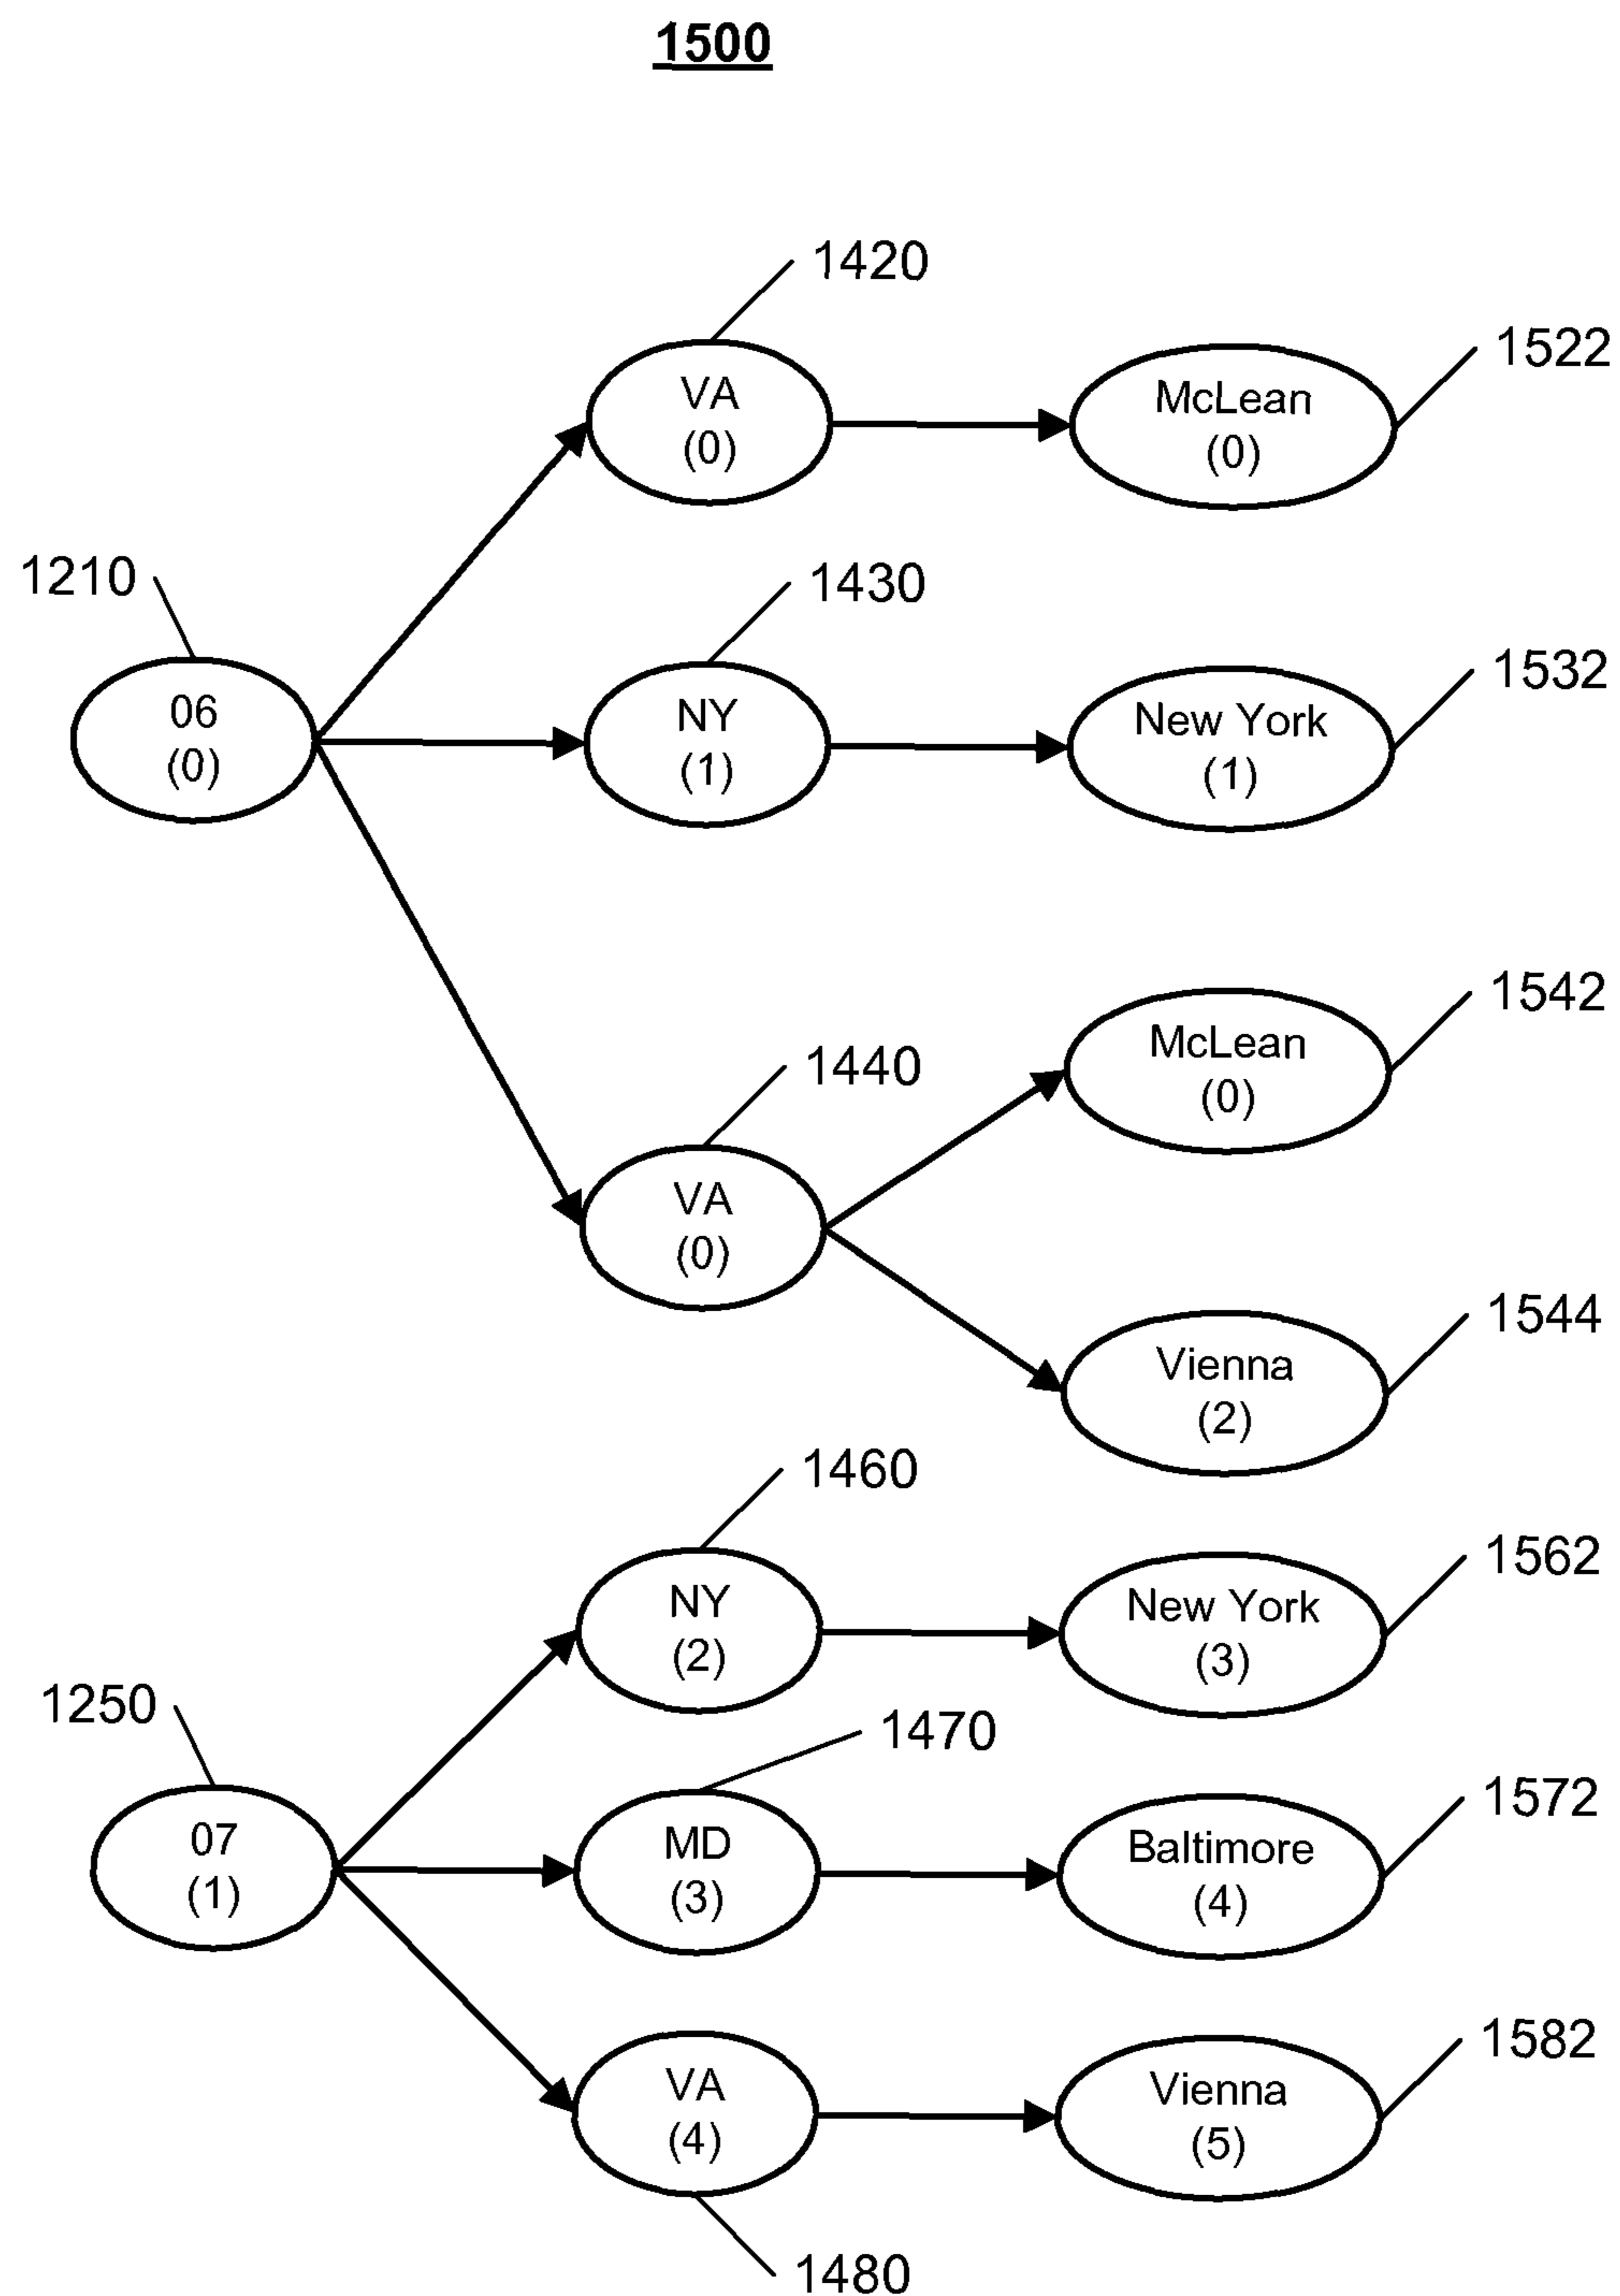 1500
1420
VA
(0)
McLean
(0)
1522
1210
06
(0)
1430
NY
(1)
New York
(1)
1532
1440
VA
(0)
McLean
(0)
1542
Vienna
(2)
1544
1460
NY
(2)
New York
(3)
1562
1250
07
(1)
1470
MD
(3)
Baltimore
(4)
1572
VA
(4)
1480
Vienna
(5)
1582